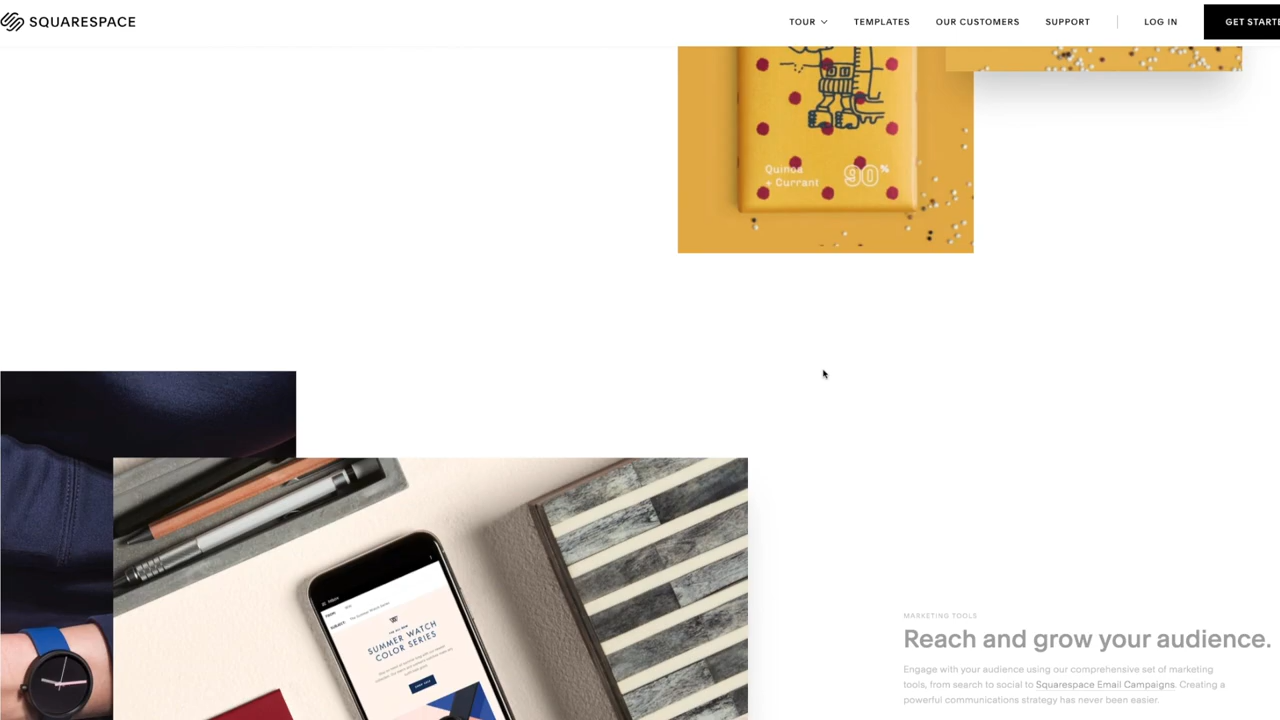 SQUARESPACE
TOUR
TEMPLATES
OUR CUSTOMERS
SUPPORT
LOG IN
GET STARTE
Quinoa
+ Currant
90%
SUMMER WATCH
COLOR SERIES
MARKETING TOOLS
Reach and grow your audience.
Engage with your audience using our comprehensive set of marketing
tools, from search to social to Squarespace Email Campaigns. Creating a
powerful communications strategy has never been easier.